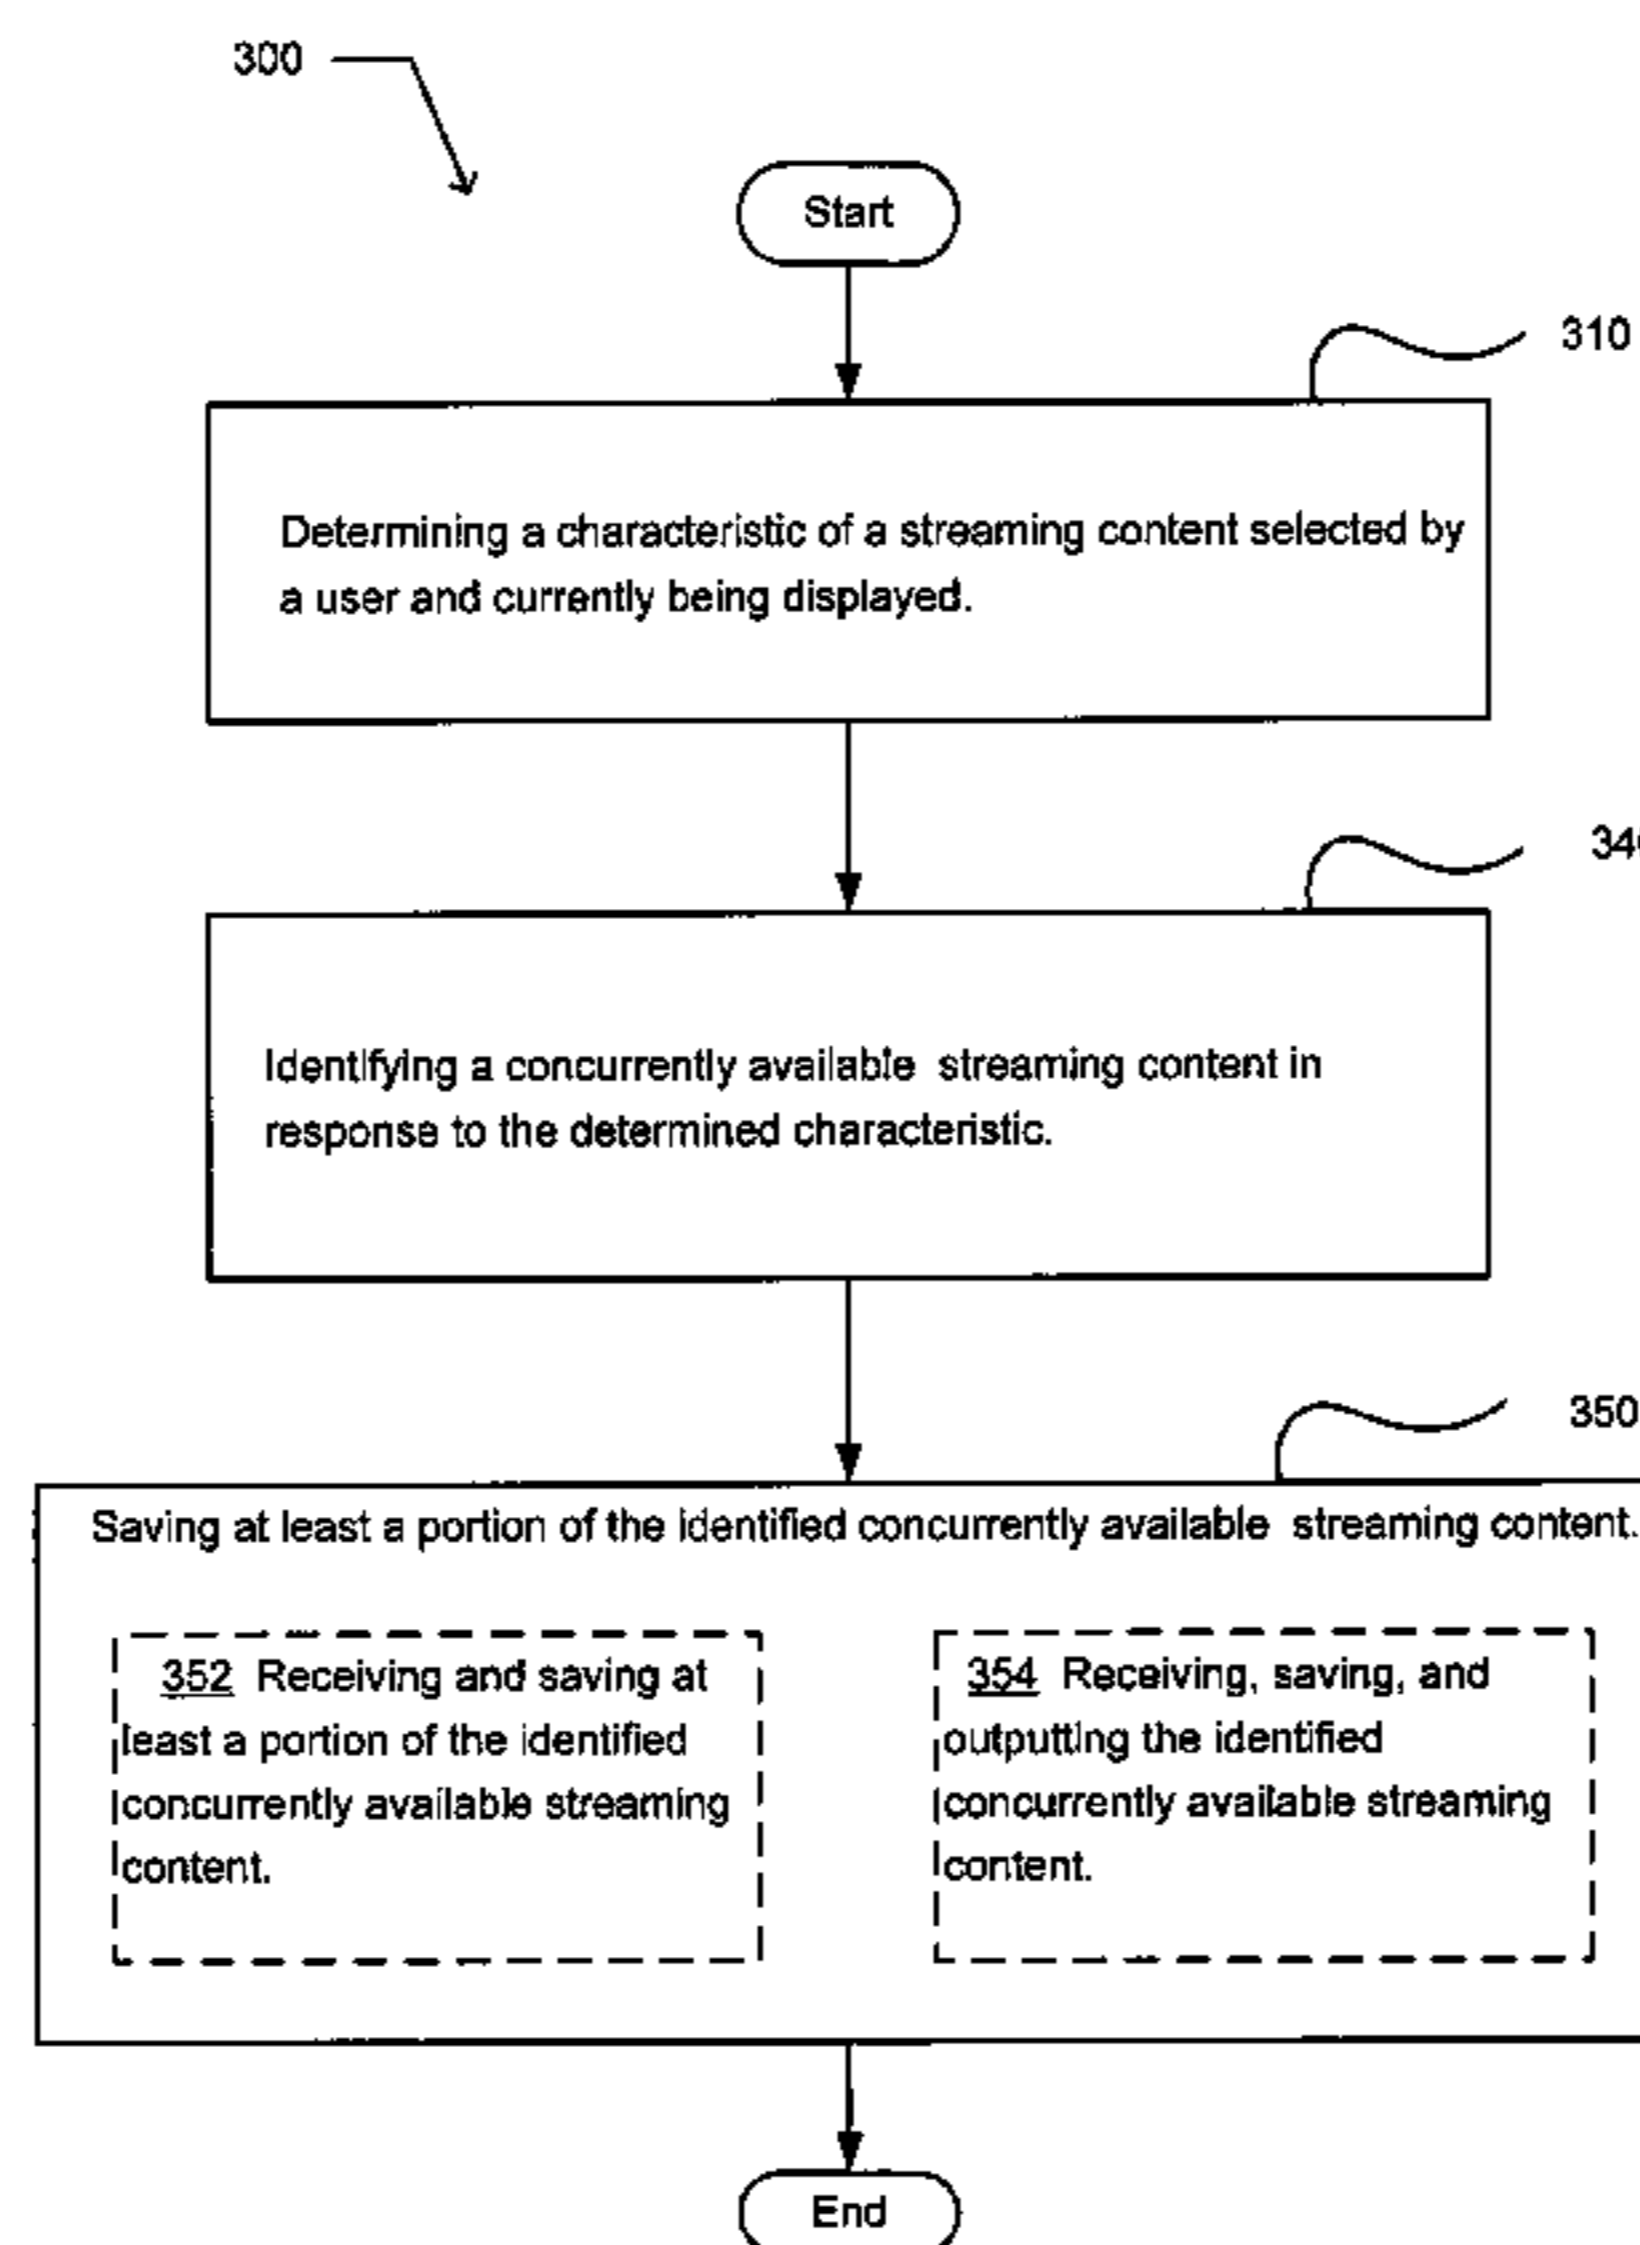 300
Start
310
Determining a characteristic of a streaming content selected by
a user and currently being displayed.
340
Identifying a concurrently available streaming content in
response to the determined characteristic.
350
Saving at least a portion of the identified concurrently available streaming content.
352 Receiving and saving at
least a portion of the identified
concurrently available streaming
content.
354 Receiving, saving, and
outputting the identified
concurrently available streaming
content.
End